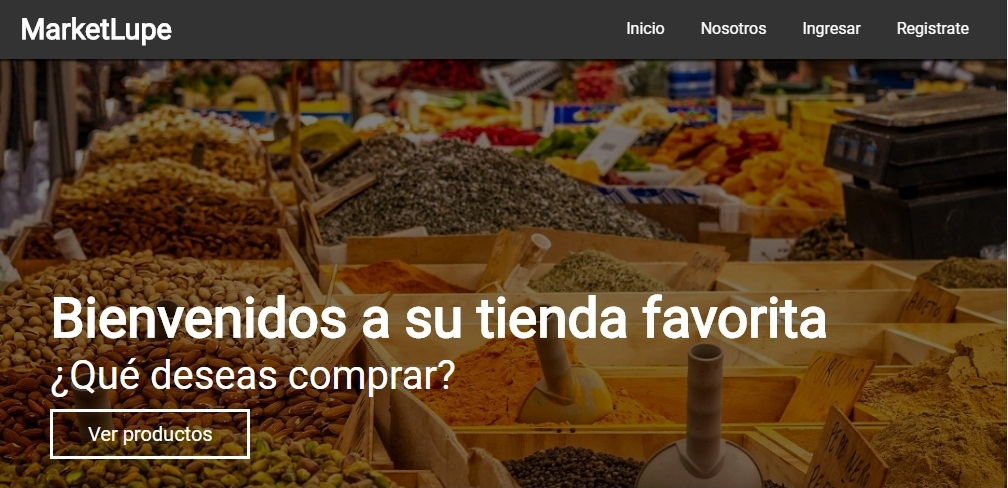 MarketLupe
Inicio Nosotros Ingresar Registrate
Bienvenidos a su tienda favorita
¿Qué deseas comprar?
Ver productos